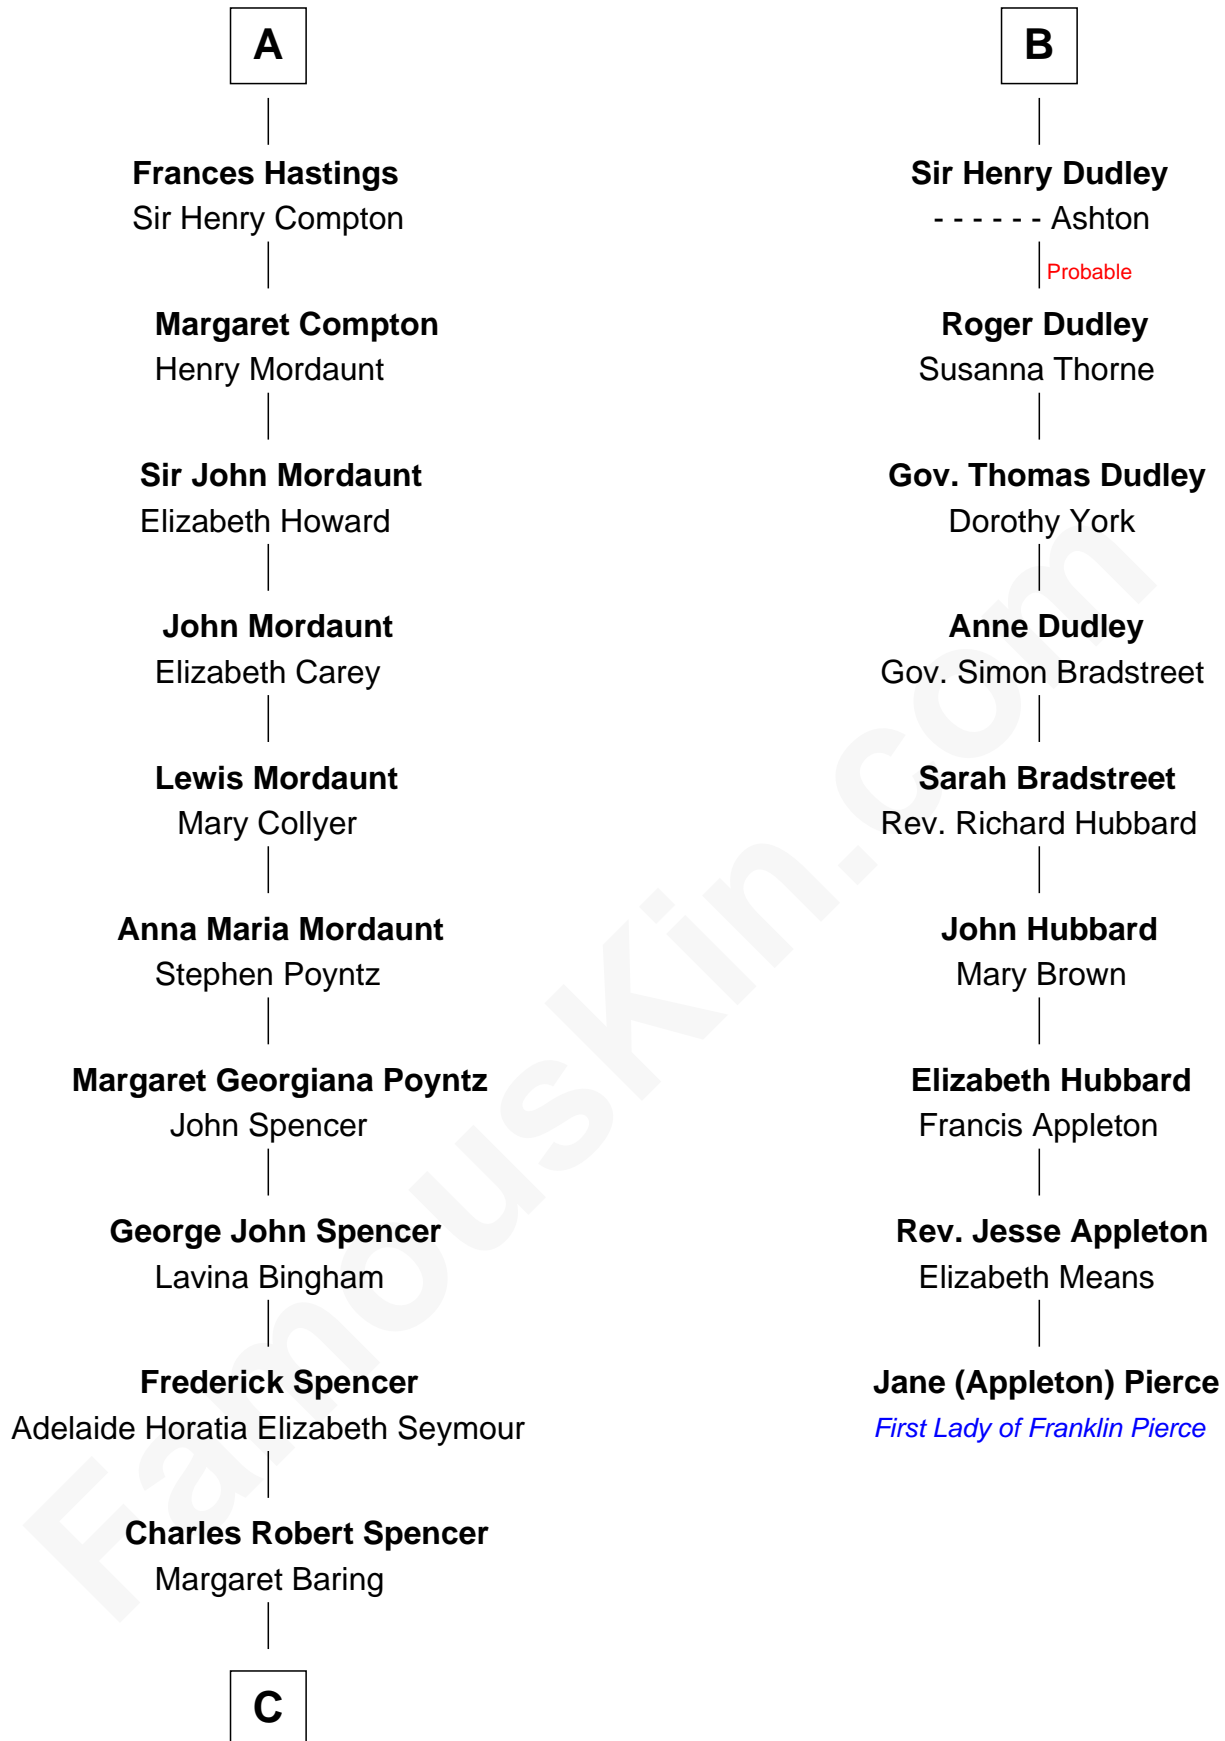 A
Frances Hastings
Sir Henry Compton
Margaret Compton
Henry Mordaunt
Sir John Mordaunt
Elizabeth Howard
John Mordaunt
Elizabeth Carey
Lewis Mordaunt
Mary Collyer
Anna Maria Mordaunt
Stephen Poyntz
Margaret Georgiana Poyntz
John Spencer
George John Spencer
Lavina Bingham
Frederick Spencer
Adelaide Horatia Elizabeth Seymour
Charles Robert Spencer
Margaret Baring
C
B
Sir Henry Dudley
- - - - - - Ashton
Probable
Roger Dudley
Susanna Thorne
Gov. Thomas Dudley
Dorothy York
Anne Dudley
Gov. Simon Bradstreet
Sarah Bradstreet
Rev. Richard Hubbard
John Hubbard
Mary Brown
Elizabeth Hubbard
Francis Appleton
Rev. Jesse Appleton
Elizabeth Means
Jane (Appleton) Pierce
First Lady of Franklin Pierce
FamousKin.com